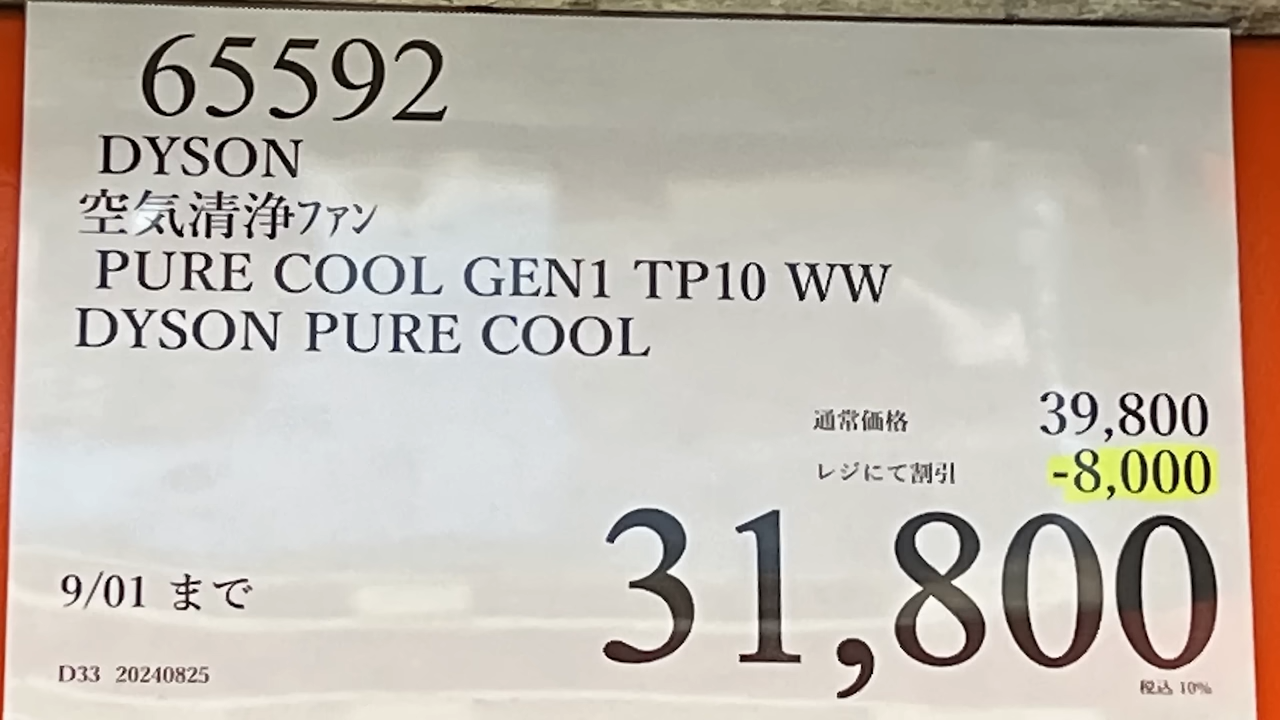 65592
DYSON
空気清浄ファン
PURE COOL GEN1 TP10 WW
DYSON PURE COOL
通常価格 39,800
レジにて割引 -8,000
31,800
9/01 まで
D33 20240825
税込 10%